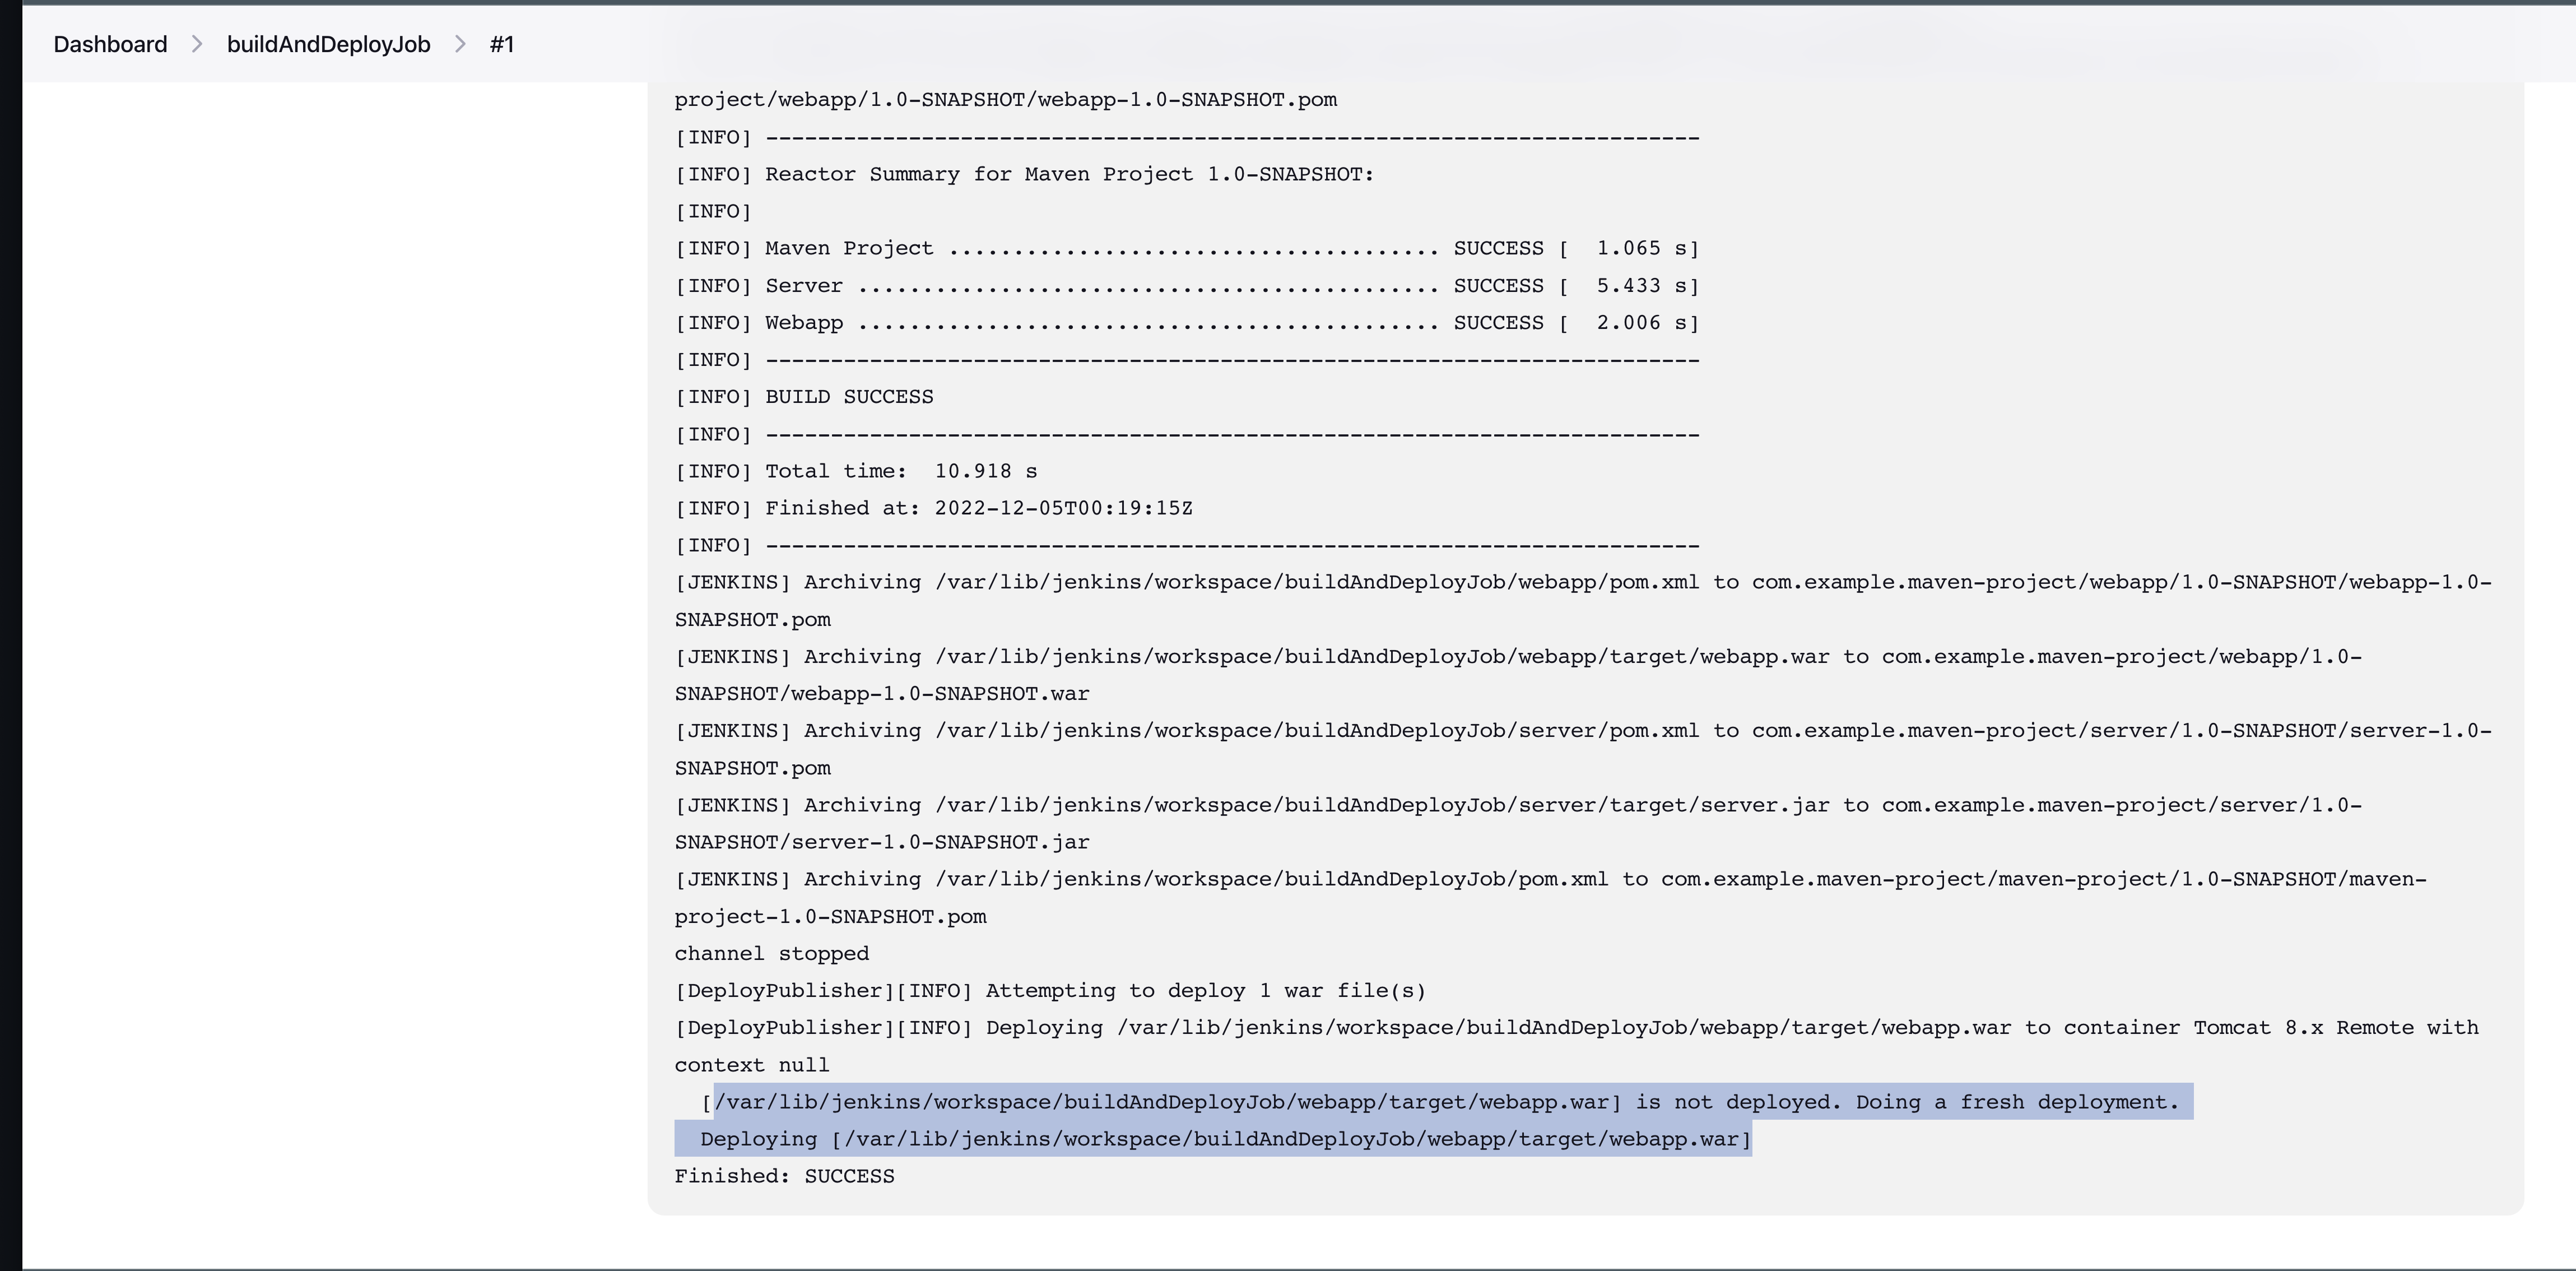 Dashboard > buildAndDeployJob > #1
project/webapp/1.0-SNAPSHOT/webapp-1.0-SNAPSHOT.pom
[INFO] ------------------------------------------------------------------------
[INFO] Reactor Summary for Maven Project 1.0-SNAPSHOT:
[INFO]
[INFO] Maven Project ...................................... SUCCESS [  1.065 s]
[INFO] Server ............................................. SUCCESS [  5.433 s]
[INFO] Webapp ............................................. SUCCESS [  2.006 s]
[INFO] ------------------------------------------------------------------------
[INFO] BUILD SUCCESS
[INFO] ------------------------------------------------------------------------
[INFO] Total time:  10.918 s
[INFO] Finished at: 2022-12-05T00:19:15Z
[INFO] ------------------------------------------------------------------------
[JENKINS] Archiving /var/lib/jenkins/workspace/buildAndDeployJob/webapp/pom.xml to com.example.maven-project/webapp/1.0-SNAPSHOT/webapp-1.0-
SNAPSHOT.pom
[JENKINS] Archiving /var/lib/jenkins/workspace/buildAndDeployJob/webapp/target/webapp.war to com.example.maven-project/webapp/1.0-
SNAPSHOT/webapp-1.0-SNAPSHOT.war
[JENKINS] Archiving /var/lib/jenkins/workspace/buildAndDeployJob/server/pom.xml to com.example.maven-project/server/1.0-SNAPSHOT/server-1.0-
SNAPSHOT.pom
[JENKINS] Archiving /var/lib/jenkins/workspace/buildAndDeployJob/server/target/server.jar to com.example.maven-project/server/1.0-
SNAPSHOT/server-1.0-SNAPSHOT.jar
[JENKINS] Archiving /var/lib/jenkins/workspace/buildAndDeployJob/pom.xml to com.example.maven-project/maven-project/1.0-SNAPSHOT/maven-
project-1.0-SNAPSHOT.pom
channel stopped
[DeployPublisher][INFO] Attempting to deploy 1 war file(s)
[DeployPublisher][INFO] Deploying /var/lib/jenkins/workspace/buildAndDeployJob/webapp/target/webapp.war to container Tomcat 8.x Remote with
context null
  [/var/lib/jenkins/workspace/buildAndDeployJob/webapp/target/webapp.war] is not deployed. Doing a fresh deployment.
  Deploying [/var/lib/jenkins/workspace/buildAndDeployJob/webapp/target/webapp.war]
Finished: SUCCESS